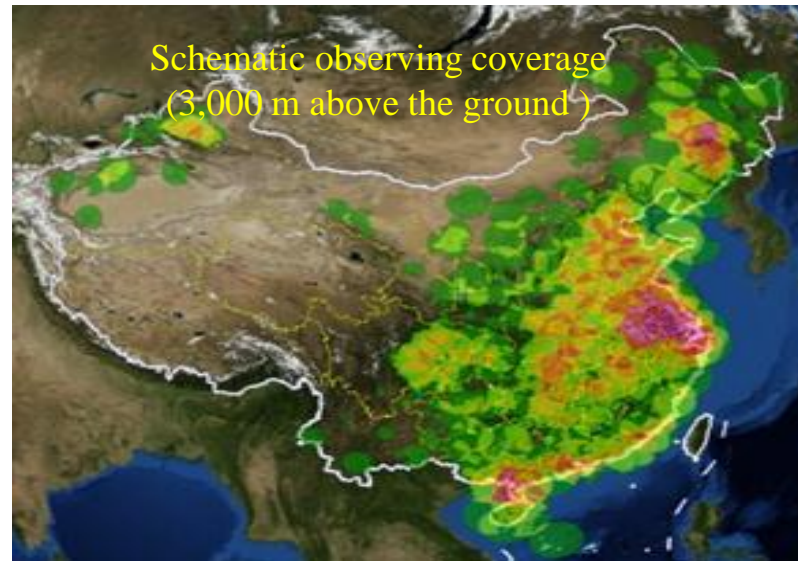 Schematic observing coverage
(3,000 m above the ground )